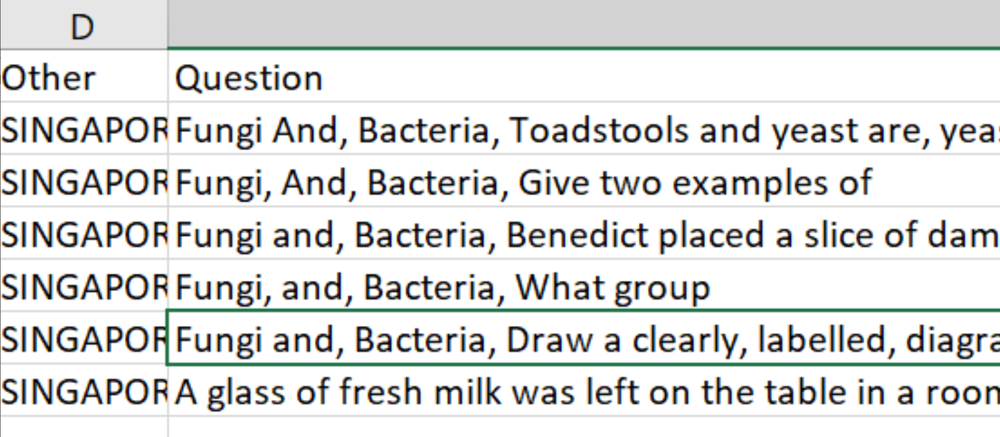 D
Other Question
SINGAPOR Fungi And, Bacteria, Toadstools and yeast are, yeas
SINGAPOR Fungi, And, Bacteria, Give two examples of
SINGAPOR Fungi and, Bacteria, Benedict placed a slice of dam
SINGAPOR Fungi, and, Bacteria, What group
SINGAPOR Fungi and, Bacteria, Draw a clearly, labelled, diagra
SINGAPOR A glass of fresh milk was left on the table in a room